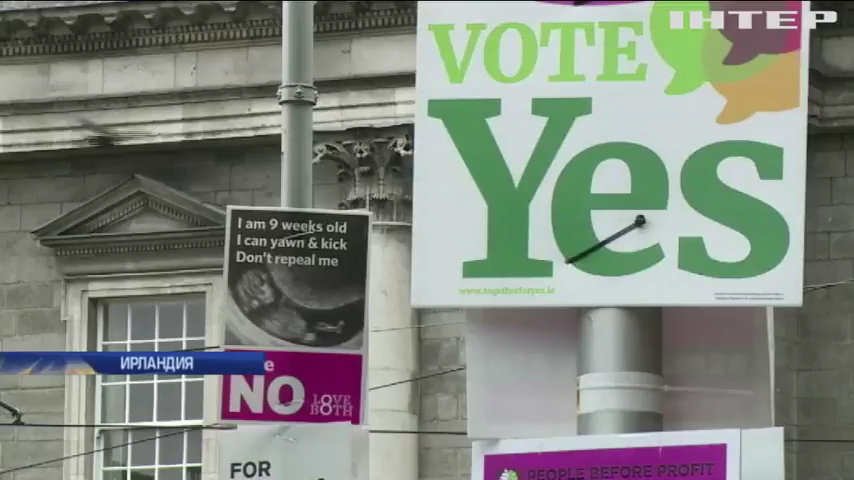 ІНТЕР
VOTE
Yes
www.togetherforyes.ie
I am 9 weeks old
I can yawn & kick
Don't repeal me
NO
LOVE
BOTH
ИРЛАНДИЯ
FOR
PEOPLE BEFORE PROFIT